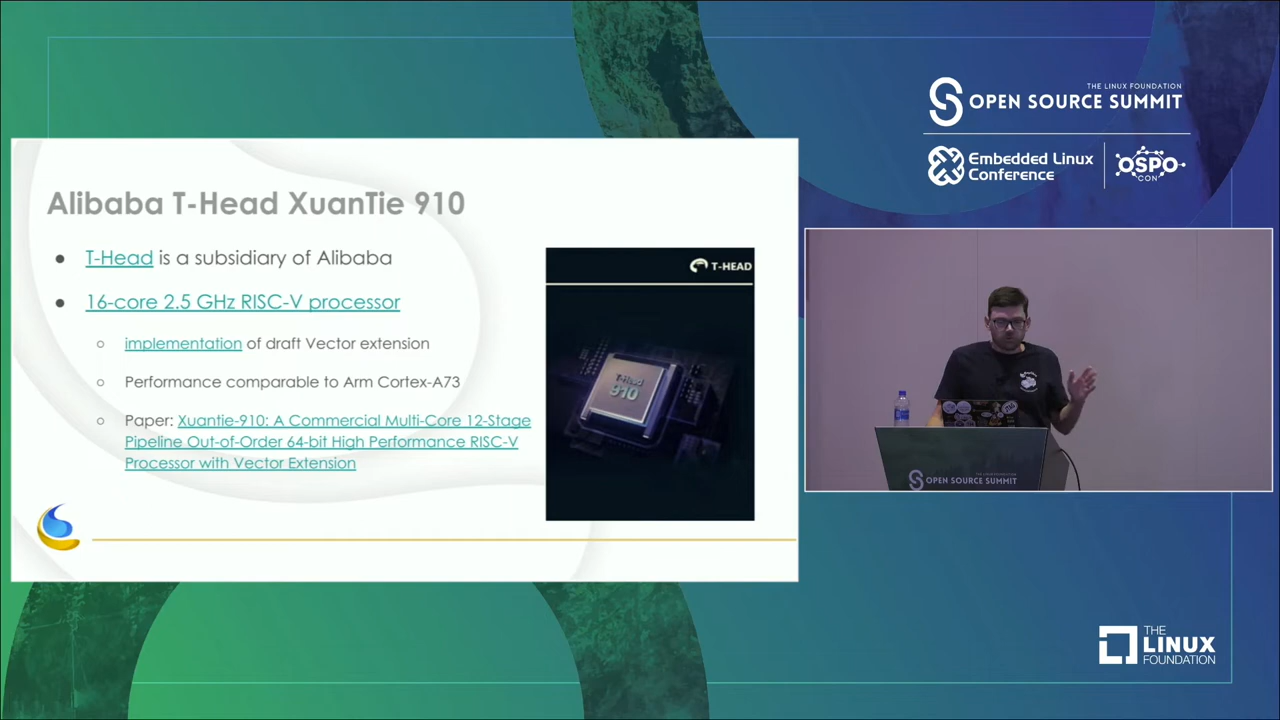 THE LINUX FOUNDATION
OPEN SOURCE SUMMIT
Embedded Linux
Conference
OSPO
CON
Alibaba T-Head XuanTie 910
T-Head is a subsidiary of Alibaba
16-core 2.5 GHz RISC-V processor
implementation of draft Vector extension
Performance comparable to Arm Cortex-A73
Paper: Xuantie-910: A Commercial Multi-Core 12-Stage
Pipeline Out-of-Order 64-bit High Performance RISC-V
Processor with Vector Extension
T-HEAD
T-Head
910
OPEN SOURCE SUMMIT
THE
LINUX
FOUNDATION